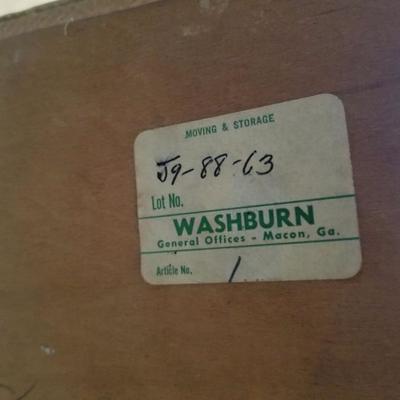 MOVING & STORAGE
J9-88-63
Lot No.
WASHBURN
General Offices - Macon, Ga.
Article No. 1